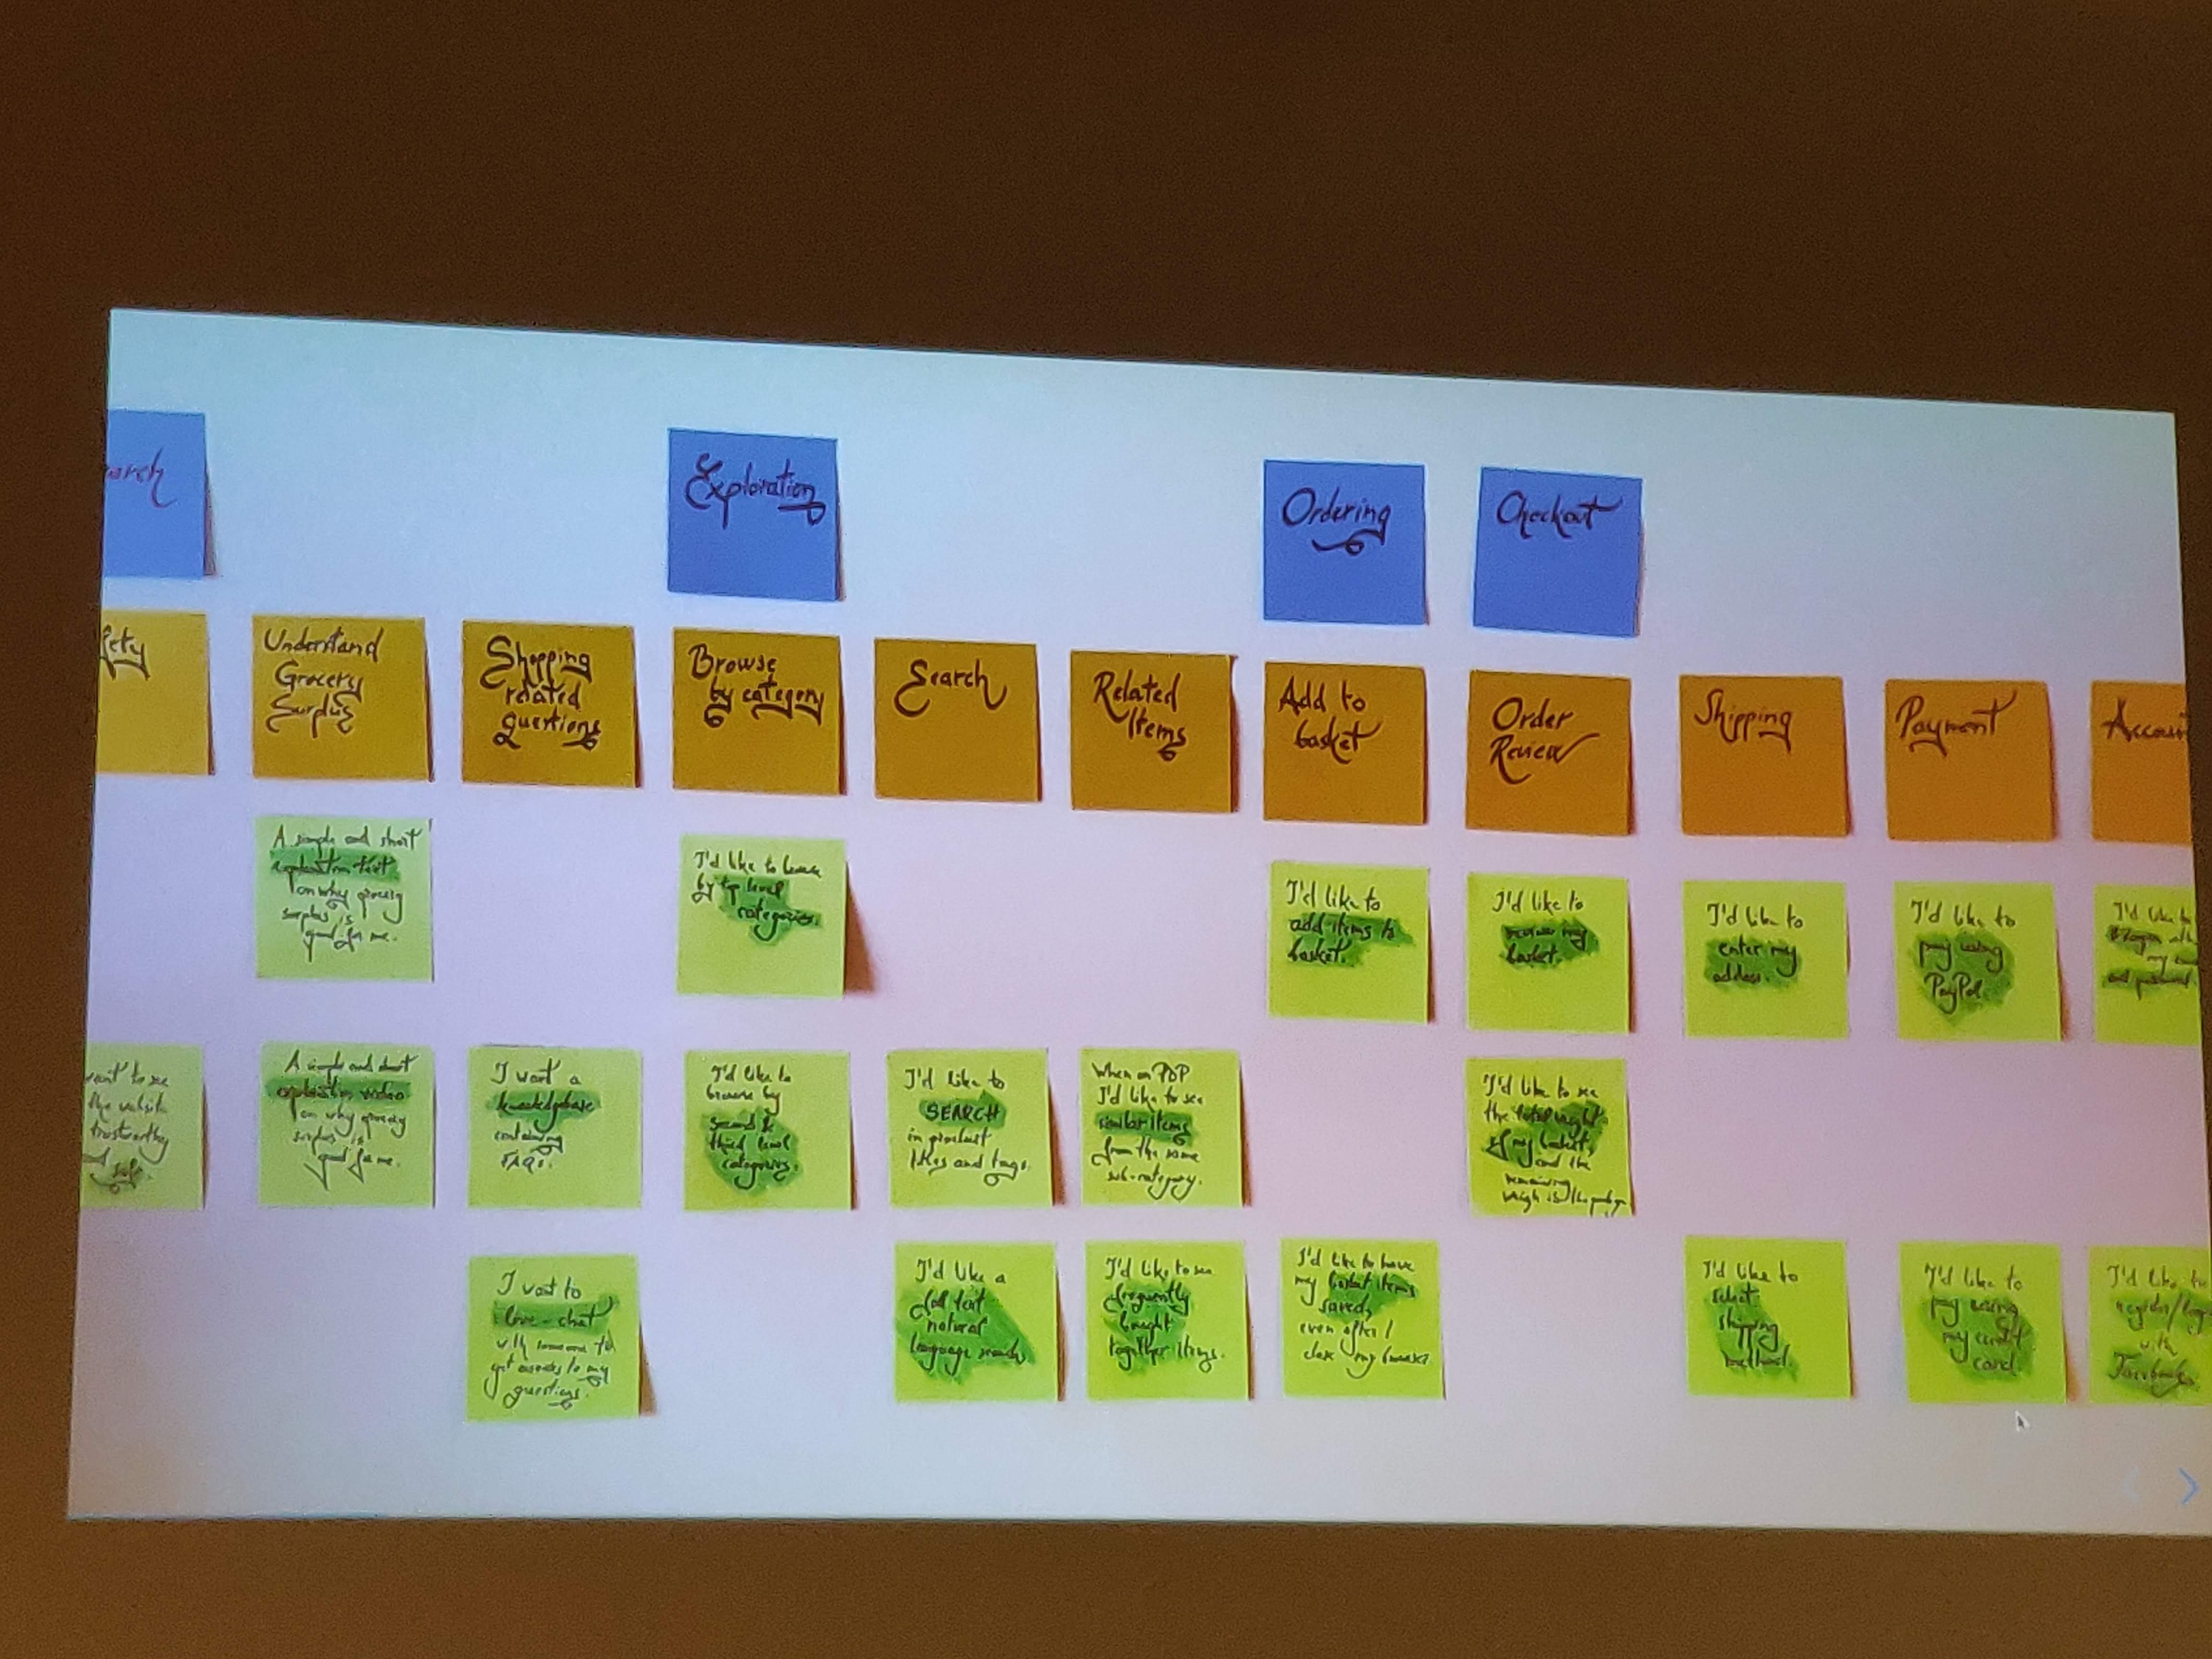 arch
Exploration
Ordering
Checkout
fety
Understand
Grocery
Surplus
Shopping
related
questions
Browse
by category
Search
Related
Items
Add to
basket
Order
Review
Shipping
Payment
Accou
A simple and short
explanation text
on why grocery
surplus is
good for me.
I'd like to browse
by top level
categories.
I'd like to
add items to
basket.
I'd like to
review my
basket.
I'd like to
enter my
address.
I'd like to
pay using
PayPal.
I'd like to
login with
my
and password
want to see
the website
trustworthy
safe
A simple and short
explanation video
on why grocery
surplus is
good for me.
I want a
knowledgebase
containing
FAQs.
I'd like to
browse by
second &
third level
categories.
I'd like to
SEARCH
in product
titles and tags.
When on PDP
I'd like to see
similar items
from the same
sub-category.
I'd like to see
the total weight
of my basket,
and the
remaining
I want to
live-chat
with someone to
get answers to my
questions.
I'd like a
full text
natural
language search
I'd like to see
frequently
bought
together items.
I'd like to have
my basket items
saved,
even after I
close my browser
I'd like to
select
shipping
method.
I'd like to
pay using
my credit
card.
I'd like to
register/log
with
Facebook